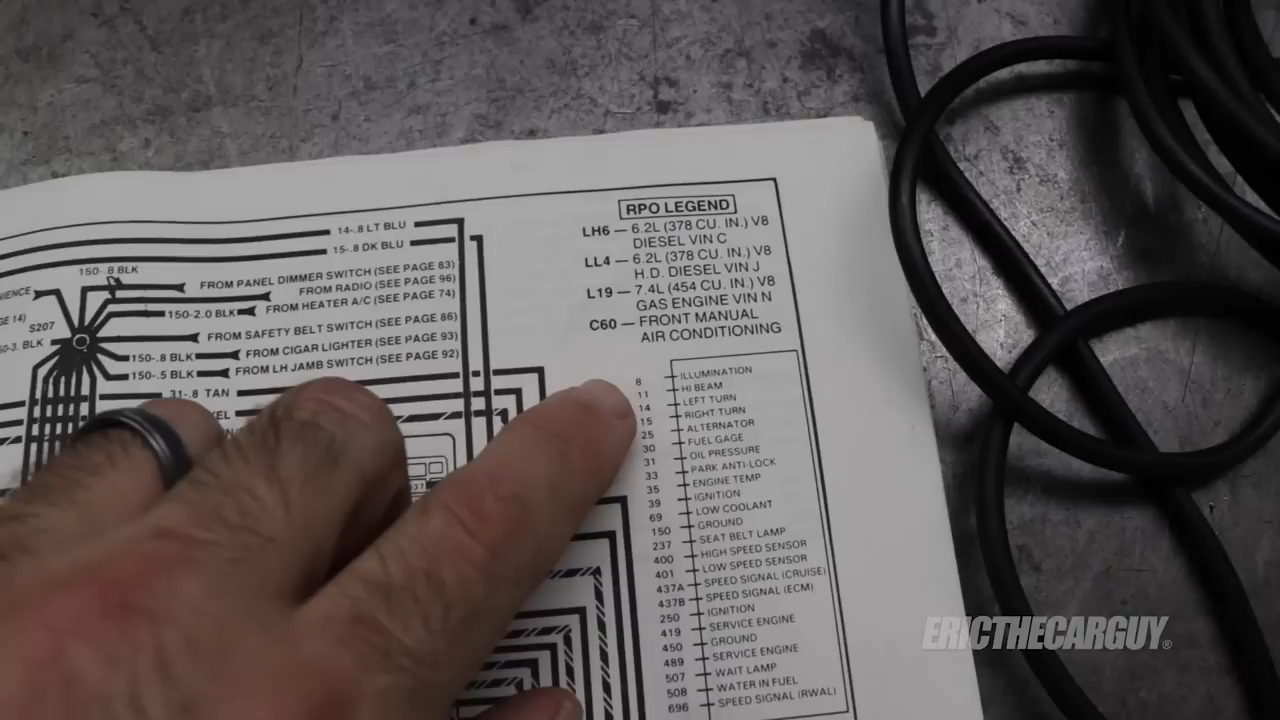 14-.8 LT BLU
15-.8 DK BLU
150-.8 BLK
FROM PANEL DIMMER SWITCH (SEE PAGE 83)
FROM RADIO (SEE PAGE 96)
150-2.0 BLK
FROM HEATER A/C (SEE PAGE 74)
S207
FROM SAFETY BELT SWITCH (SEE PAGE 86)
150-.8 BLK
FROM CIGAR LIGHTER (SEE PAGE 93)
150-.5 BLK
FROM LH JAMB SWITCH (SEE PAGE 92)
31-.8 TAN
RPO LEGEND
LH6 — 6.2L (378 CU. IN.) V8
DIESEL VIN C
LL4 — 6.2L (378 CU. IN.) V8
H.D. DIESEL VIN J
L19 — 7.4L (454 CU. IN.) V8
GAS ENGINE VIN N
C60 — FRONT MANUAL
AIR CONDITIONING
8 ILLUMINATION
11 HI BEAM
14 LEFT TURN
15 RIGHT TURN
25 ALTERNATOR
30 FUEL GAGE
31 OIL PRESSURE
33 PARK ANTI-LOCK
35 ENGINE TEMP
39 IGNITION
69 LOW COOLANT
150 GROUND
237 SEAT BELT LAMP
400 HIGH SPEED SENSOR
401 LOW SPEED SENSOR
437A SPEED SIGNAL (CRUISE)
437B SPEED SIGNAL (ECM)
250 IGNITION
419 SERVICE ENGINE
450 GROUND
489 SERVICE ENGINE
507 WAIT LAMP
508 WATER IN FUEL
696 SPEED SIGNAL (RWAL)
ERICTHECARGUY®